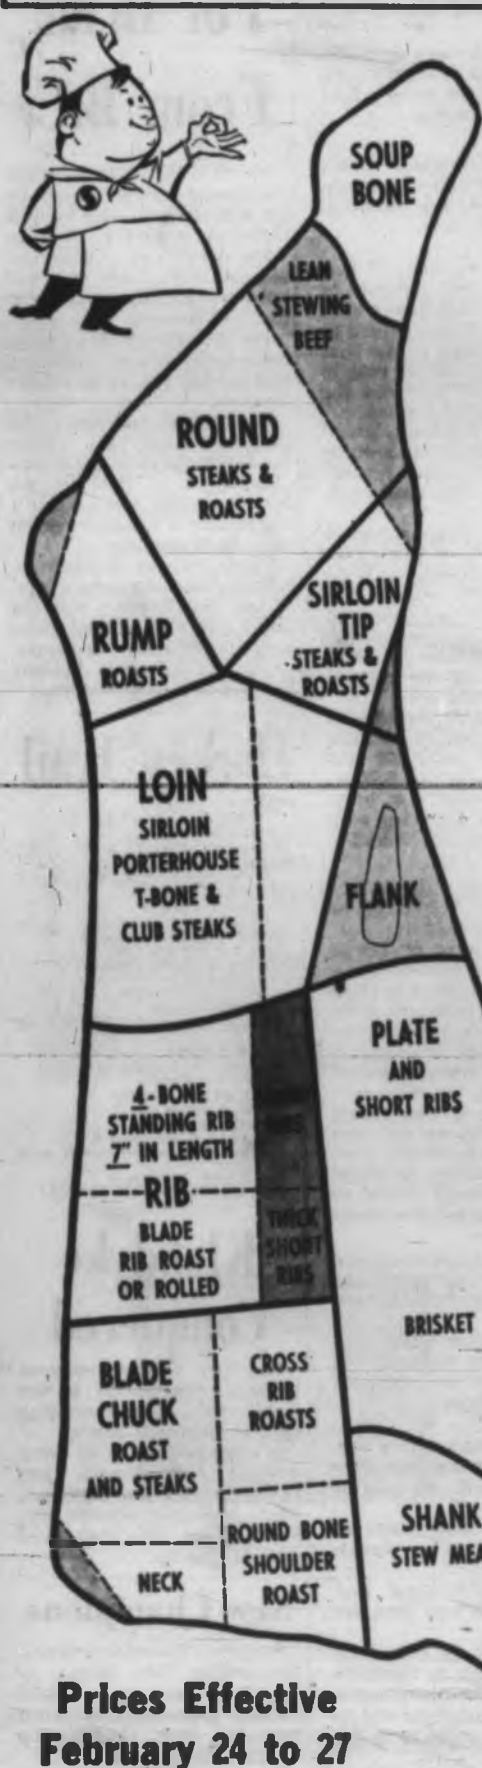 SOUP
BONE
LEAN
STEWING
BEEF
ROUND
STEAKS &
ROASTS
SIRLOIN
TIP
STEAKS &
ROASTS
RUMP
ROASTS
LOIN
SIRLOIN
PORTERHOUSE
T-BONE &
CLUB STEAKS
FLANK
PLATE
AND
SHORT RIBS
4-BONE
STANDING RIB
7" IN LENGTH
RIB
BLADE
RIB ROAST
OR ROLLED
THICK
SHORT
RIBS
BRISKET
BLADE
CHUCK
ROAST
AND STEAKS
CROSS
RIB
ROASTS
NECK
ROUND BONE
SHOULDER
ROAST
SHANK
STEW MEA
Prices Effective
February 24 to 27